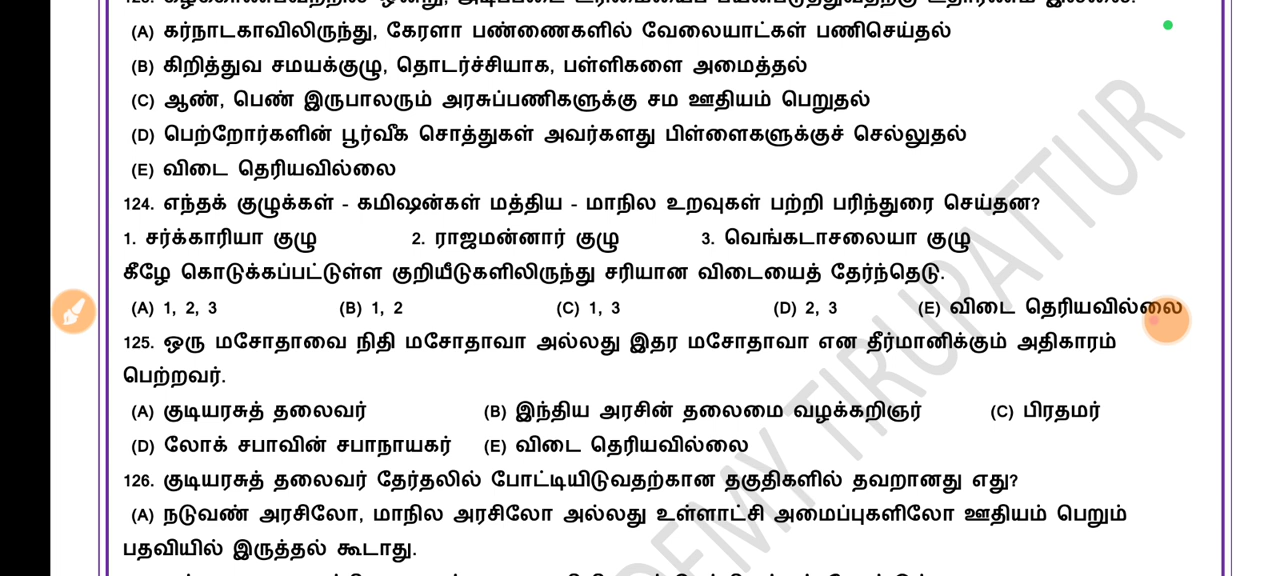 (A) கர்நாடகாவிலிருந்து, கேரளா பண்ணைகளில் வேலையாட்கள் பணிசெய்தல்
(B) கிறித்துவ சமயக்குழு, தொடர்ச்சியாக, பள்ளிகளை அமைத்தல்
(C) ஆண், பெண் இருபாலரும் அரசுப்பணிகளுக்கு சம ஊதியம் பெறுதல்
(D) பெற்றோர்களின் பூர்வீக சொத்துகள் அவர்களது பிள்ளைகளுக்குச் செல்லுதல்
(E) விடை தெரியவில்லை
124. எந்தக் குழுக்கள் - கமிஷன்கள் மத்திய - மாநில உறவுகள் பற்றி பரிந்துரை செய்தன?
1. சர்க்காரியா குழு 2. ராஜமன்னார் குழு 3. வெங்கடாசலையா குழு
கீழே கொடுக்கப்பட்டுள்ள குறியீடுகளிலிருந்து சரியான விடையைத் தேர்ந்தெடு.
(A) 1, 2, 3 (B) 1, 2 (C) 1, 3 (D) 2, 3 (E) விடை தெரியவில்லை
125. ஒரு மசோதாவை நிதி மசோதாவா அல்லது இதர மசோதாவா என தீர்மானிக்கும் அதிகாரம்
பெற்றவர்.
(A) குடியரசுத் தலைவர் (B) இந்திய அரசின் தலைமை வழக்கறிஞர் (C) பிரதமர்
(D) லோக் சபாவின் சபாநாயகர் (E) விடை தெரியவில்லை
126. குடியரசுத் தலைவர் தேர்தலில் போட்டியிடுவதற்கான தகுதிகளில் தவறானது எது?
(A) நடுவண் அரசிலோ, மாநில அரசிலோ அல்லது உள்ளாட்சி அமைப்புகளிலோ ஊதியம் பெறும்
பதவியில் இருத்தல் கூடாது.
DEMY TIRUPATTUR